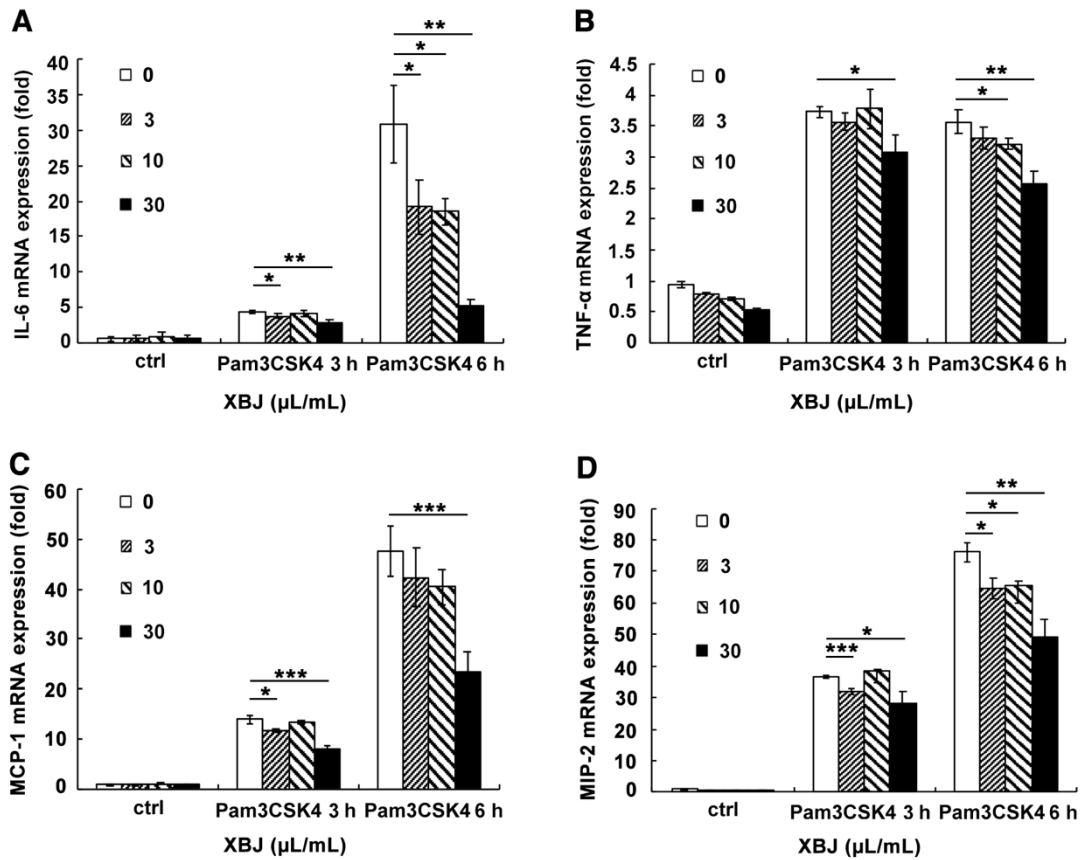 A
IL-6 mRNA expression (fold)
40
35
30
25
20
15
10
5
0
0
3
10
30
*
**
*
*
**
ctrl
Pam3CSK4 3 h
Pam3CSK4 6 h
XBJ (µL/mL)
B
TNF-α mRNA expression (fold)
4.5
4
3.5
3
2.5
2
1.5
1
0.5
0
0
3
10
30
*
*
**
ctrl
Pam3CSK4 3 h
Pam3CSK4 6 h
XBJ (µL/mL)
C
MCP-1 mRNA expression (fold)
60
50
40
30
20
10
0
0
3
10
30
*
***
***
ctrl
Pam3CSK4 3 h
Pam3CSK4 6 h
XBJ (µL/mL)
D
MIP-2 mRNA expression (fold)
90
80
70
60
50
40
30
20
10
0
0
3
10
30
***
*
*
*
**
ctrl
Pam3CSK4 3 h
Pam3CSK4 6 h
XBJ (µL/mL)